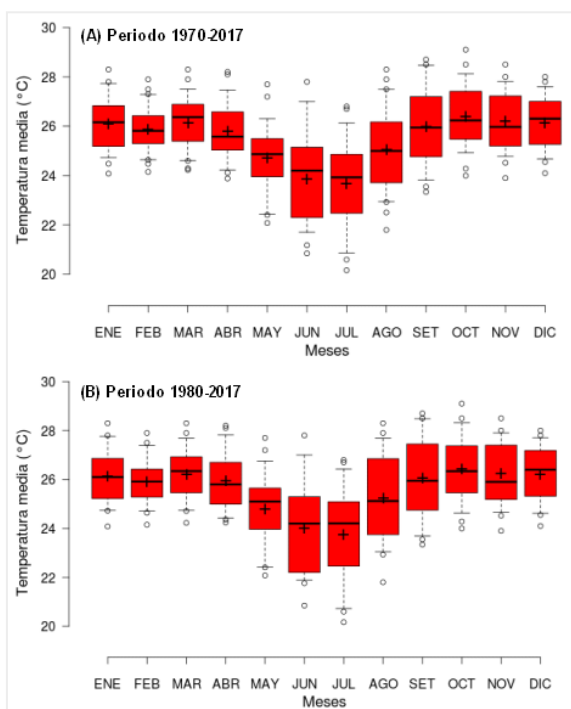 (A) Periodo 1970-2017
Temperatura media (°C)
30
28
26
24
22
20
ENE FEB MAR ABR MAY JUN JUL AGO SET OCT NOV DIC
Meses
(B) Periodo 1980-2017
Temperatura media (°C)
30
28
26
24
22
20
ENE FEB MAR ABR MAY JUN JUL AGO SET OCT NOV DIC
Meses